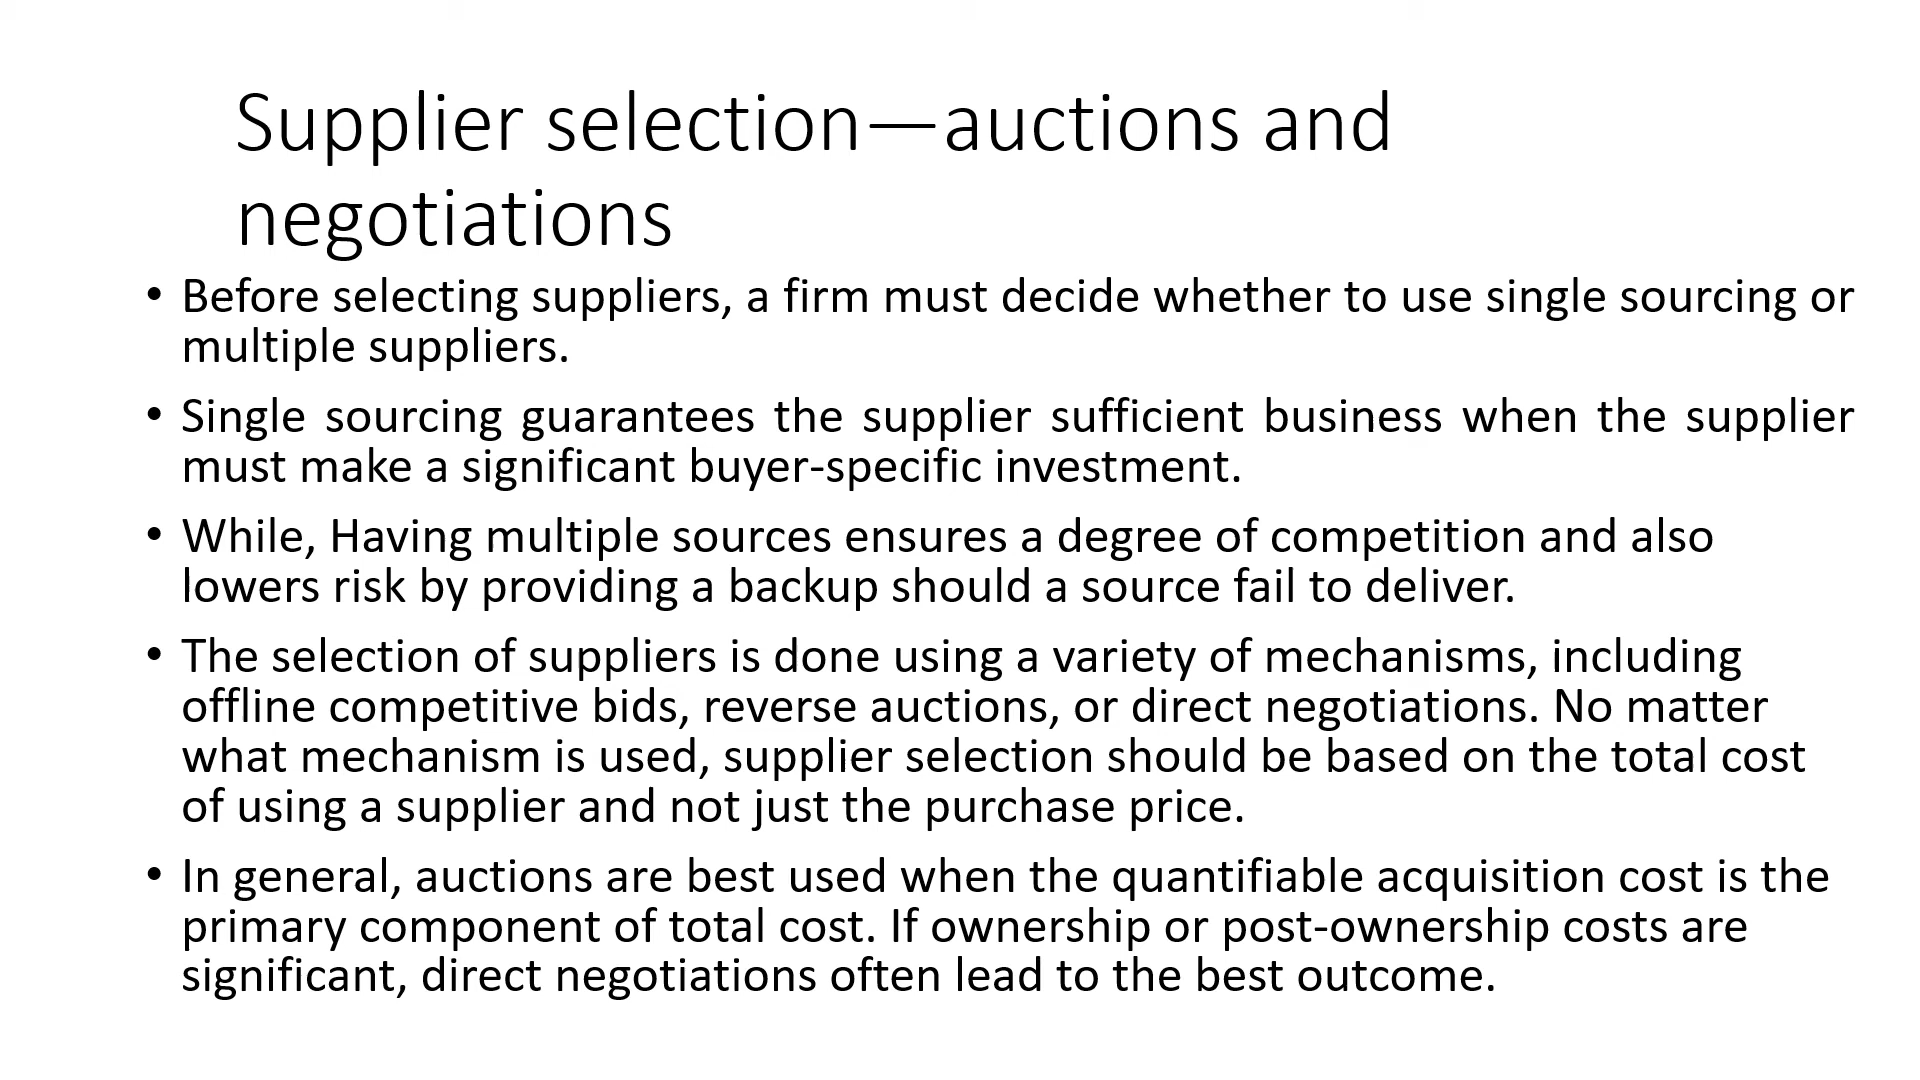 Supplier selection—auctions and
negotiations
• Before selecting suppliers, a firm must decide whether to use single sourcing or
multiple suppliers.
• Single sourcing guarantees the supplier sufficient business when the supplier
must make a significant buyer-specific investment.
• While, Having multiple sources ensures a degree of competition and also
lowers risk by providing a backup should a source fail to deliver.
• The selection of suppliers is done using a variety of mechanisms, including
offline competitive bids, reverse auctions, or direct negotiations. No matter
what mechanism is used, supplier selection should be based on the total cost
of using a supplier and not just the purchase price.
• In general, auctions are best used when the quantifiable acquisition cost is the
primary component of total cost. If ownership or post-ownership costs are
significant, direct negotiations often lead to the best outcome.